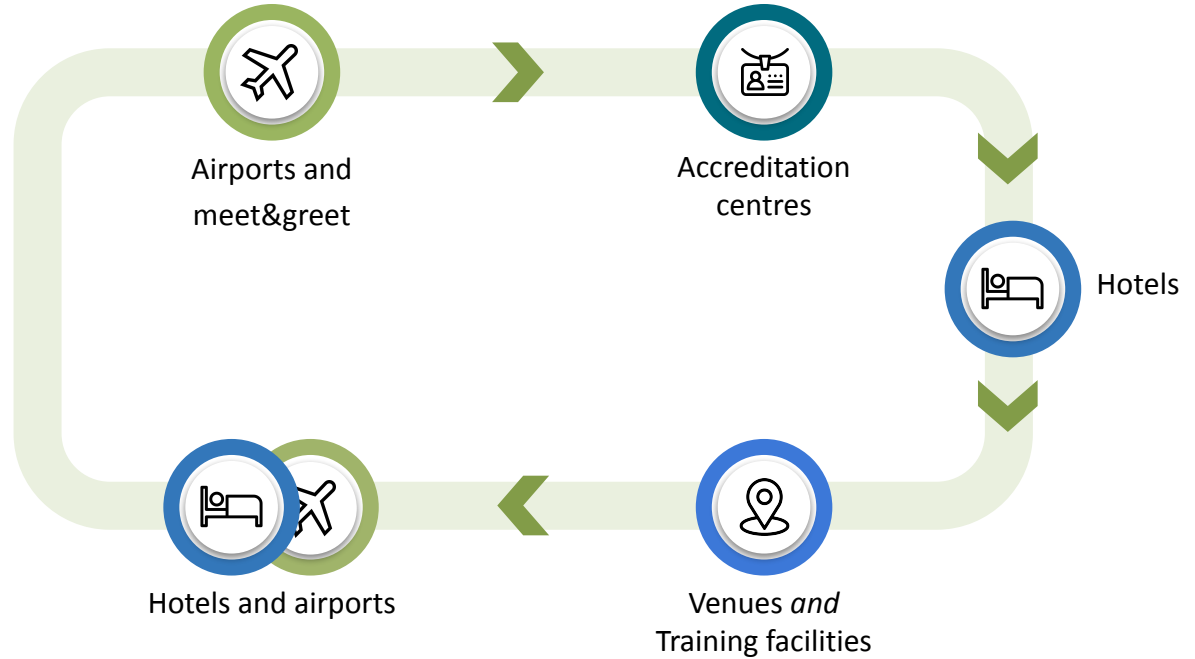 Airports and
meet&greet
Accreditation
centres
Hotels
Hotels and airports
Venues and
Training facilities